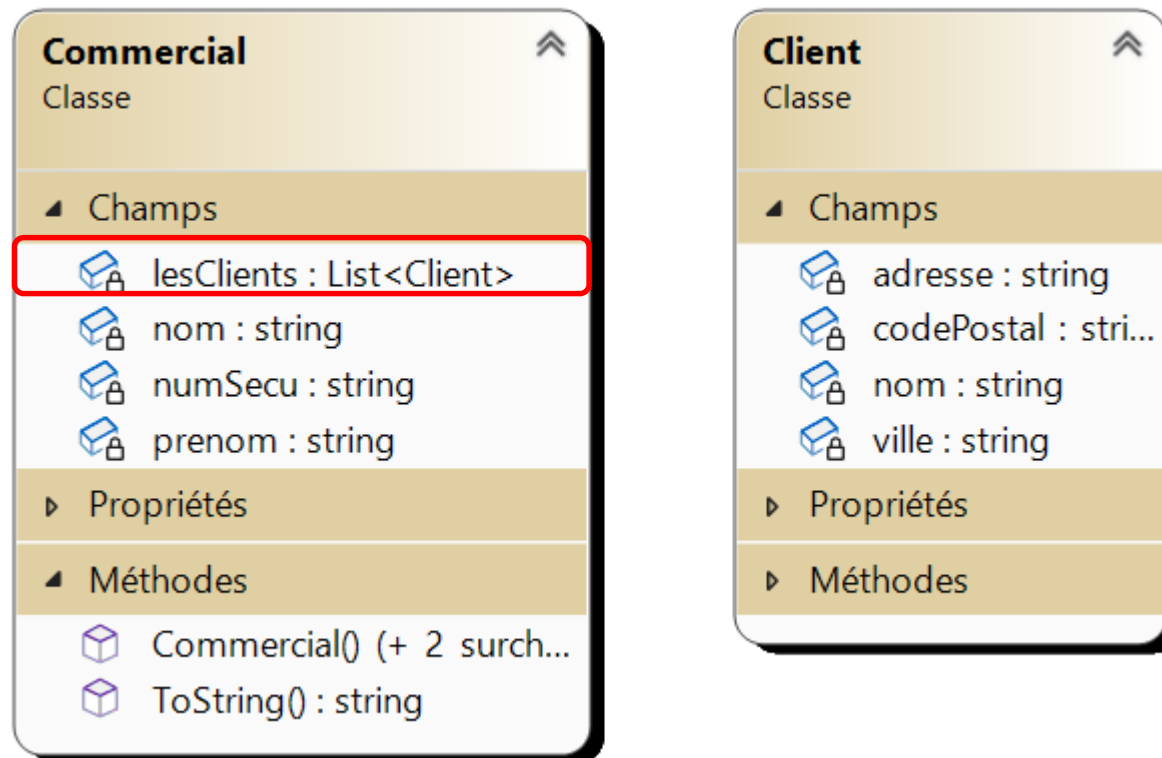 Commercial
Classe
Champs
lesClients : List<Client>
nom : string
numSecu : string
prenom : string
Propriétés
Méthodes
Commercial() (+ 2 surch...
ToString() : string
Client
Classe
Champs
adresse : string
codePostal : stri...
nom : string
ville : string
Propriétés
Méthodes